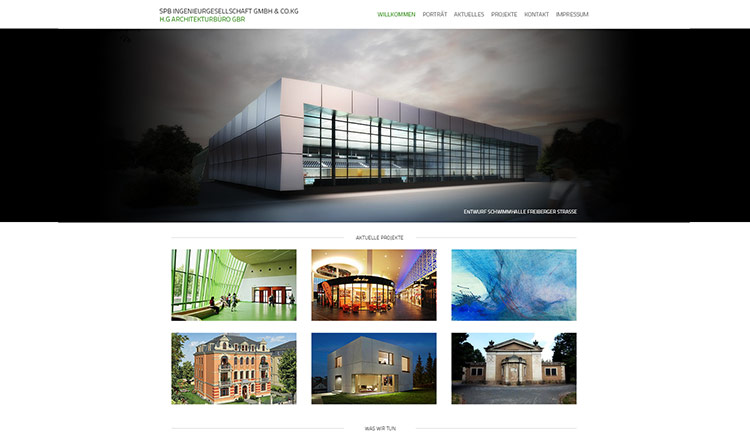 SPB INGENIEURGESELLSCHAFT GMBH & CO.KG
H.G ARCHITEKTURBÜRO GBR
WILLKOMMEN PORTRÄT AKTUELLES PROJEKTE KONTAKT IMPRESSUM
ENTWURF SCHWIMMHALLE FREIBERGER STRASSE
AKTUELLE PROJEKTE
WAS WIR TUN